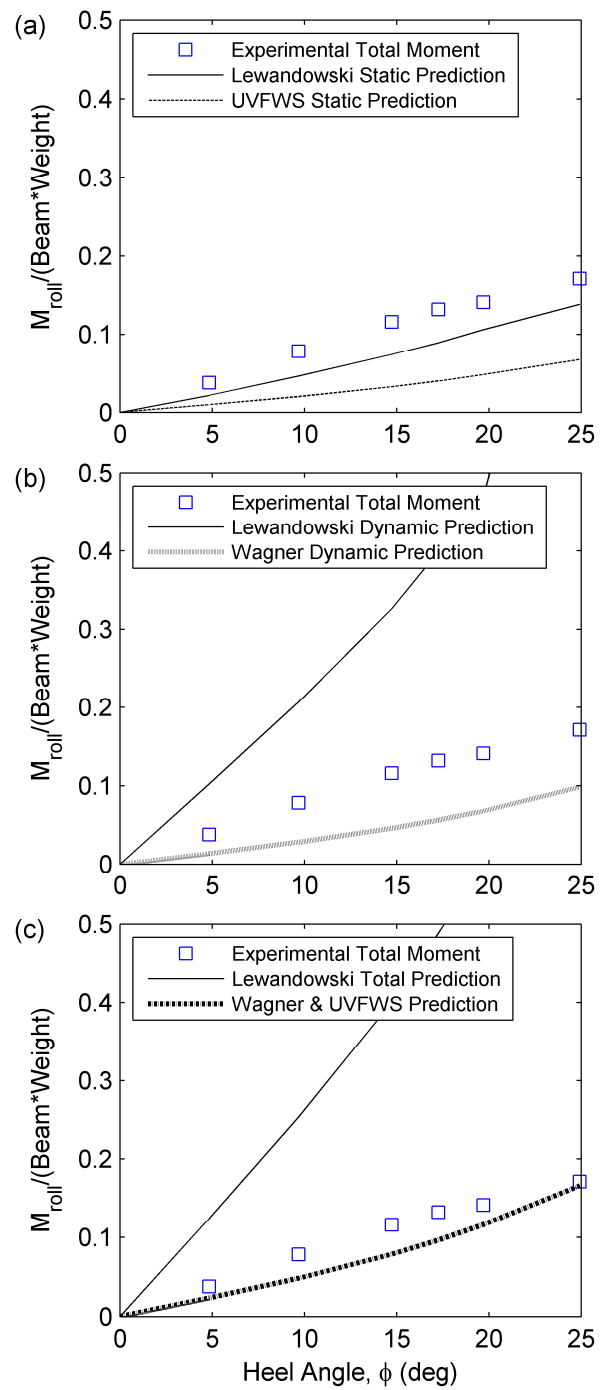 (a)
0.5
0.4
0.3
0.2
0.1
0
M_roll/(Beam*Weight)
Experimental Total Moment
Lewandowski Static Prediction
UVFWS Static Prediction
0 5 10 15 20 25
(b)
0.5
0.4
0.3
0.2
0.1
0
M_roll/(Beam*Weight)
Experimental Total Moment
Lewandowski Dynamic Prediction
Wagner Dynamic Prediction
0 5 10 15 20 25
(c)
0.5
0.4
0.3
0.2
0.1
0
M_roll/(Beam*Weight)
Experimental Total Moment
Lewandowski Total Prediction
Wagner & UVFWS Prediction
0 5 10 15 20 25
Heel Angle, ϕ (deg)